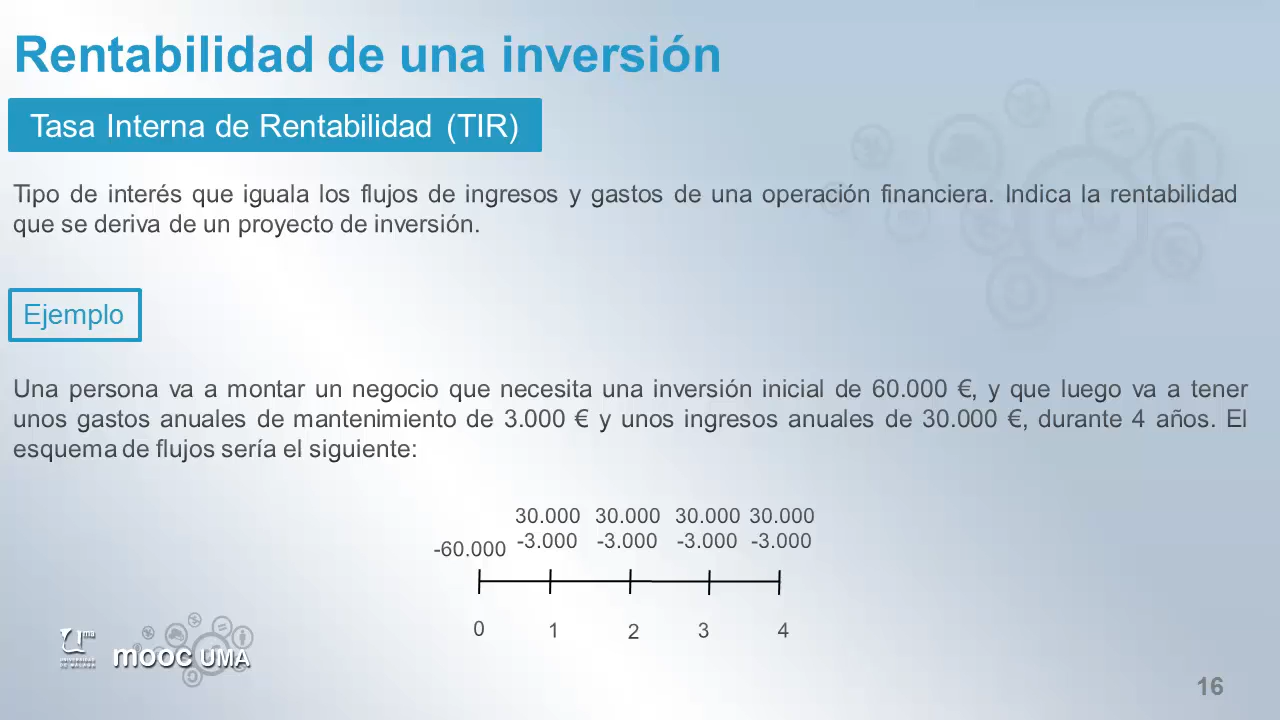 Rentabilidad de una inversión
Tasa Interna de Rentabilidad (TIR)
Tipo de interés que iguala los flujos de ingresos y gastos de una operación financiera. Indica la rentabilidad
que se deriva de un proyecto de inversión.
Ejemplo
Una persona va a montar un negocio que necesita una inversión inicial de 60.000 €, y que luego va a tener
unos gastos anuales de mantenimiento de 3.000 € y unos ingresos anuales de 30.000 €, durante 4 años. El
esquema de flujos sería el siguiente:
30.000 30.000 30.000 30.000
-60.000 -3.000 -3.000 -3.000 -3.000
0 1 2 3 4
uma
UNIVERSIDAD
DE MÁLAGA
mooc UMA
16